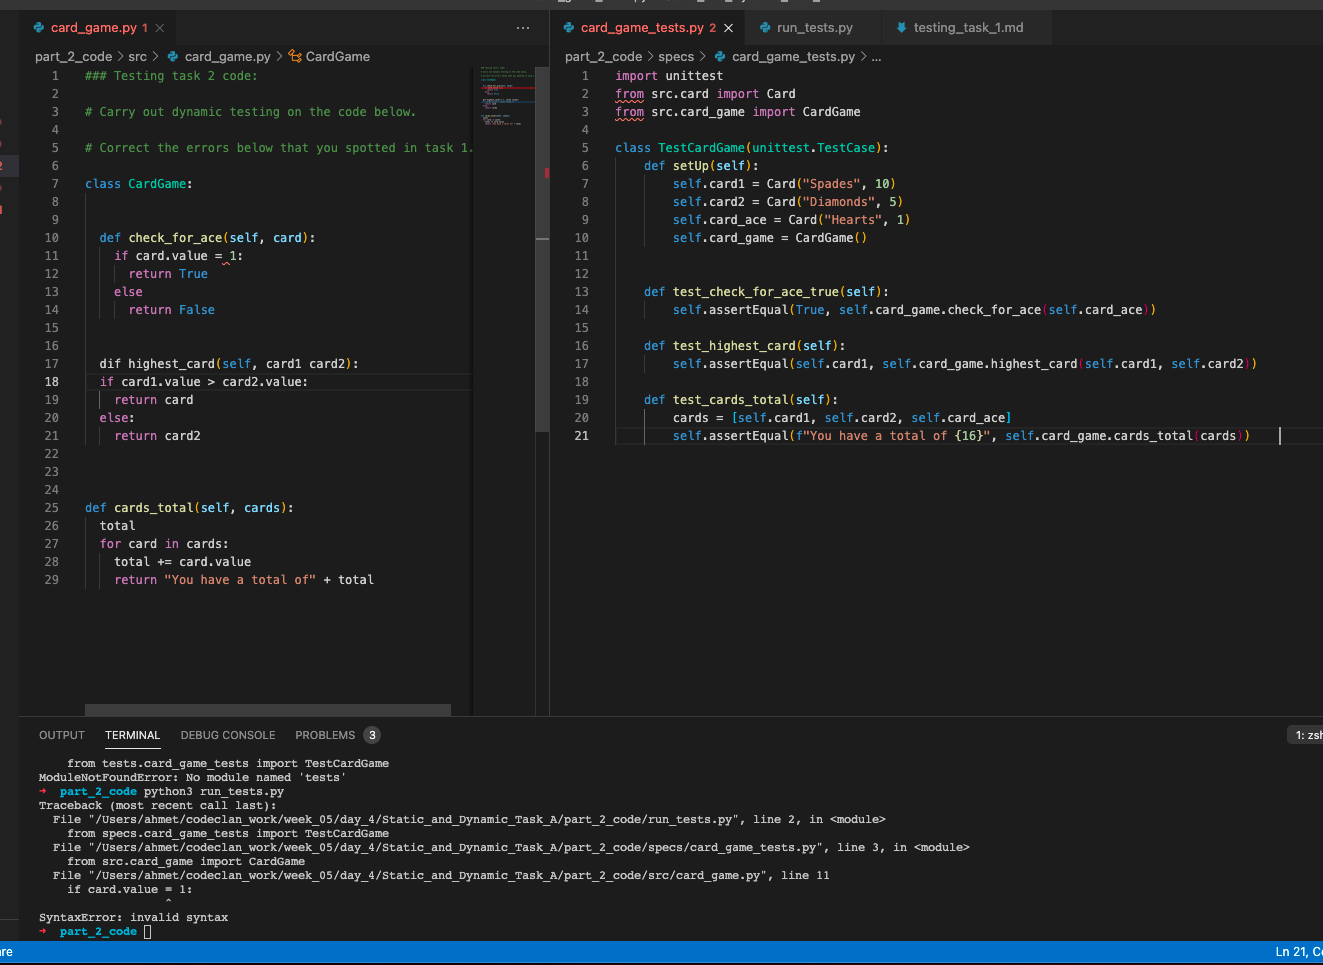 card_game.py 1
part_2_code > src > card_game.py > CardGame
1 ### Testing task 2 code:
2
3 # Carry out dynamic testing on the code below.
4
5 # Correct the errors below that you spotted in task 1.
6
7 class CardGame:
8
9
10 def check_for_ace(self, card):
11 if card.value = 1:
12 return True
13 else
14 return False
15
16
17 dif highest_card(self, card1 card2):
18 if card1.value > card2.value:
19 return card
20 else:
21 return card2
22
23
24
25 def cards_total(self, cards):
26 total
27 for card in cards:
28 total += card.value
29 return "You have a total of" + total
card_game_tests.py 2 run_tests.py testing_task_1.md
part_2_code > specs > card_game_tests.py > ...
1 import unittest
2 from src.card import Card
3 from src.card_game import CardGame
4
5 class TestCardGame(unittest.TestCase):
6 def setUp(self):
7 self.card1 = Card("Spades", 10)
8 self.card2 = Card("Diamonds", 5)
9 self.card_ace = Card("Hearts", 1)
10 self.card_game = CardGame()
11
12
13 def test_check_for_ace_true(self):
14 self.assertEqual(True, self.card_game.check_for_ace(self.card_ace))
15
16 def test_highest_card(self):
17 self.assertEqual(self.card1, self.card_game.highest_card(self.card1, self.card2))
18
19 def test_cards_total(self):
20 cards = [self.card1, self.card2, self.card_ace]
21 self.assertEqual(f"You have a total of {16}", self.card_game.cards_total(cards))
OUTPUT TERMINAL DEBUG CONSOLE PROBLEMS 3
1: zsh
from tests.card_game_tests import TestCardGame
ModuleNotFoundError: No module named 'tests'
→ part_2_code python3 run_tests.py
Traceback (most recent call last):
File "/Users/ahmet/codeclan_work/week_05/day_4/Static_and_Dynamic_Task_A/part_2_code/run_tests.py", line 2, in <module>
from specs.card_game_tests import TestCardGame
File "/Users/ahmet/codeclan_work/week_05/day_4/Static_and_Dynamic_Task_A/part_2_code/specs/card_game_tests.py", line 3, in <module>
from src.card_game import CardGame
File "/Users/ahmet/codeclan_work/week_05/day_4/Static_and_Dynamic_Task_A/part_2_code/src/card_game.py", line 11
if card.value = 1:
^
SyntaxError: invalid syntax
→ part_2_code
Ln 21,